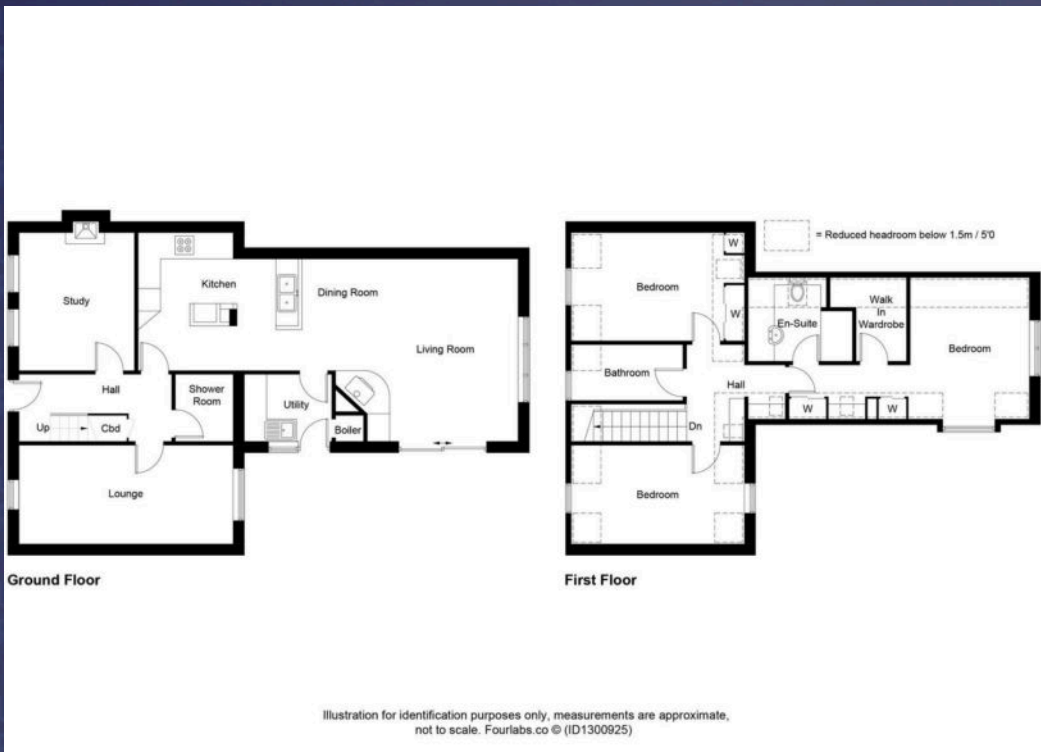 Study
Kitchen
Dining Room
Living Room
Hall
Shower
Room
Utility
Up
Cbd
Boiler
Lounge
Ground Floor
= Reduced headroom below 1.5m / 5'0
W
Bedroom
W
En-Suite
Walk
In
Wardrobe
Bedroom
Bathroom
Hall
W
W
Dn
Bedroom
First Floor
Illustration for identification purposes only, measurements are approximate,
not to scale. Fourlabs.co © (ID1300925)